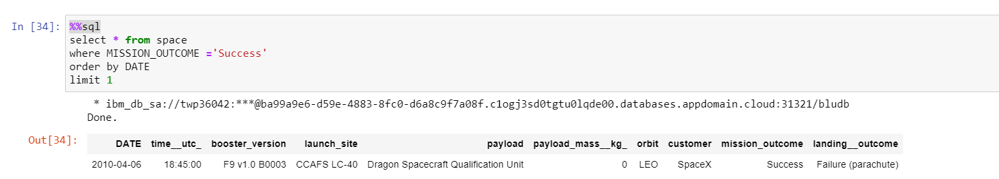 In [34]: %%sql
select * from space
where MISSION_OUTCOME ='Success'
order by DATE
limit 1
* ibm_db_sa://twp36042:***@ba99a9e6-d59e-4883-8fc0-d6a8c9f7a08f.c1ogj3sd0tgtu0lqde00.databases.appdomain.cloud:31321/bludb
Done.
Out[34]: DATE time__utc_ booster_version launch_site payload payload_mass__kg_ orbit customer mission_outcome landing__outcome
2010-04-06 18:45:00 F9 v1.0 B0003 CCAFS LC-40 Dragon Spacecraft Qualification Unit 0 LEO SpaceX Success Failure (parachute)